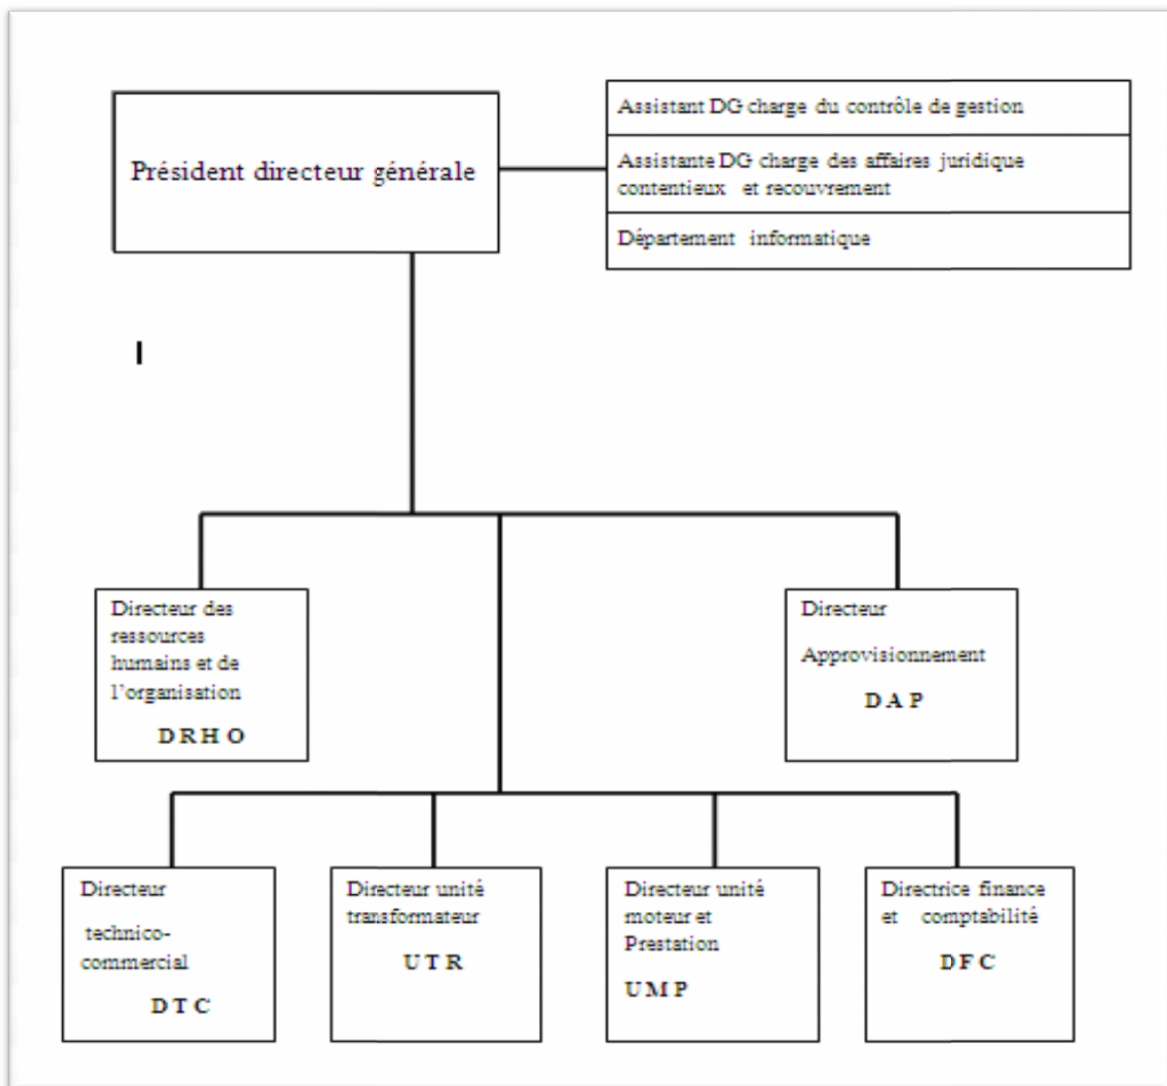 Président directeur générale
Assistant DG charge du contrôle de gestion
Assistante DG charge des affaires juridique
contentieux et recouvrement
Département informatique
I
Directeur des
ressources
humains et de
l'organisation
D R H O
Directeur
Approvisionnement
D A P
Directeur
technico-
commercial
D T C
Directeur unité
transformateur
U T R
Directeur unité
moteur et
Prestation
U M P
Directrice finance
et comptabilité
D F C